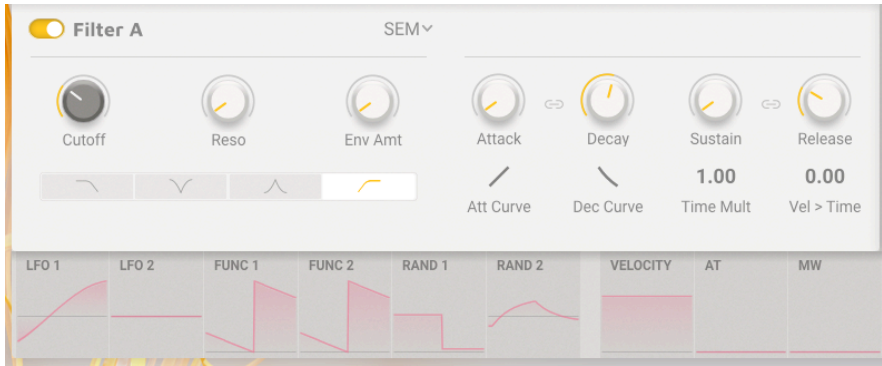 Filter A
SEM
Cutoff Reso Env Amt
Attack Decay Sustain Release
1.00 0.00
Att Curve Dec Curve Time Mult Vel > Time
LFO 1 LFO 2 FUNC 1 FUNC 2 RAND 1 RAND 2 VELOCITY AT MW